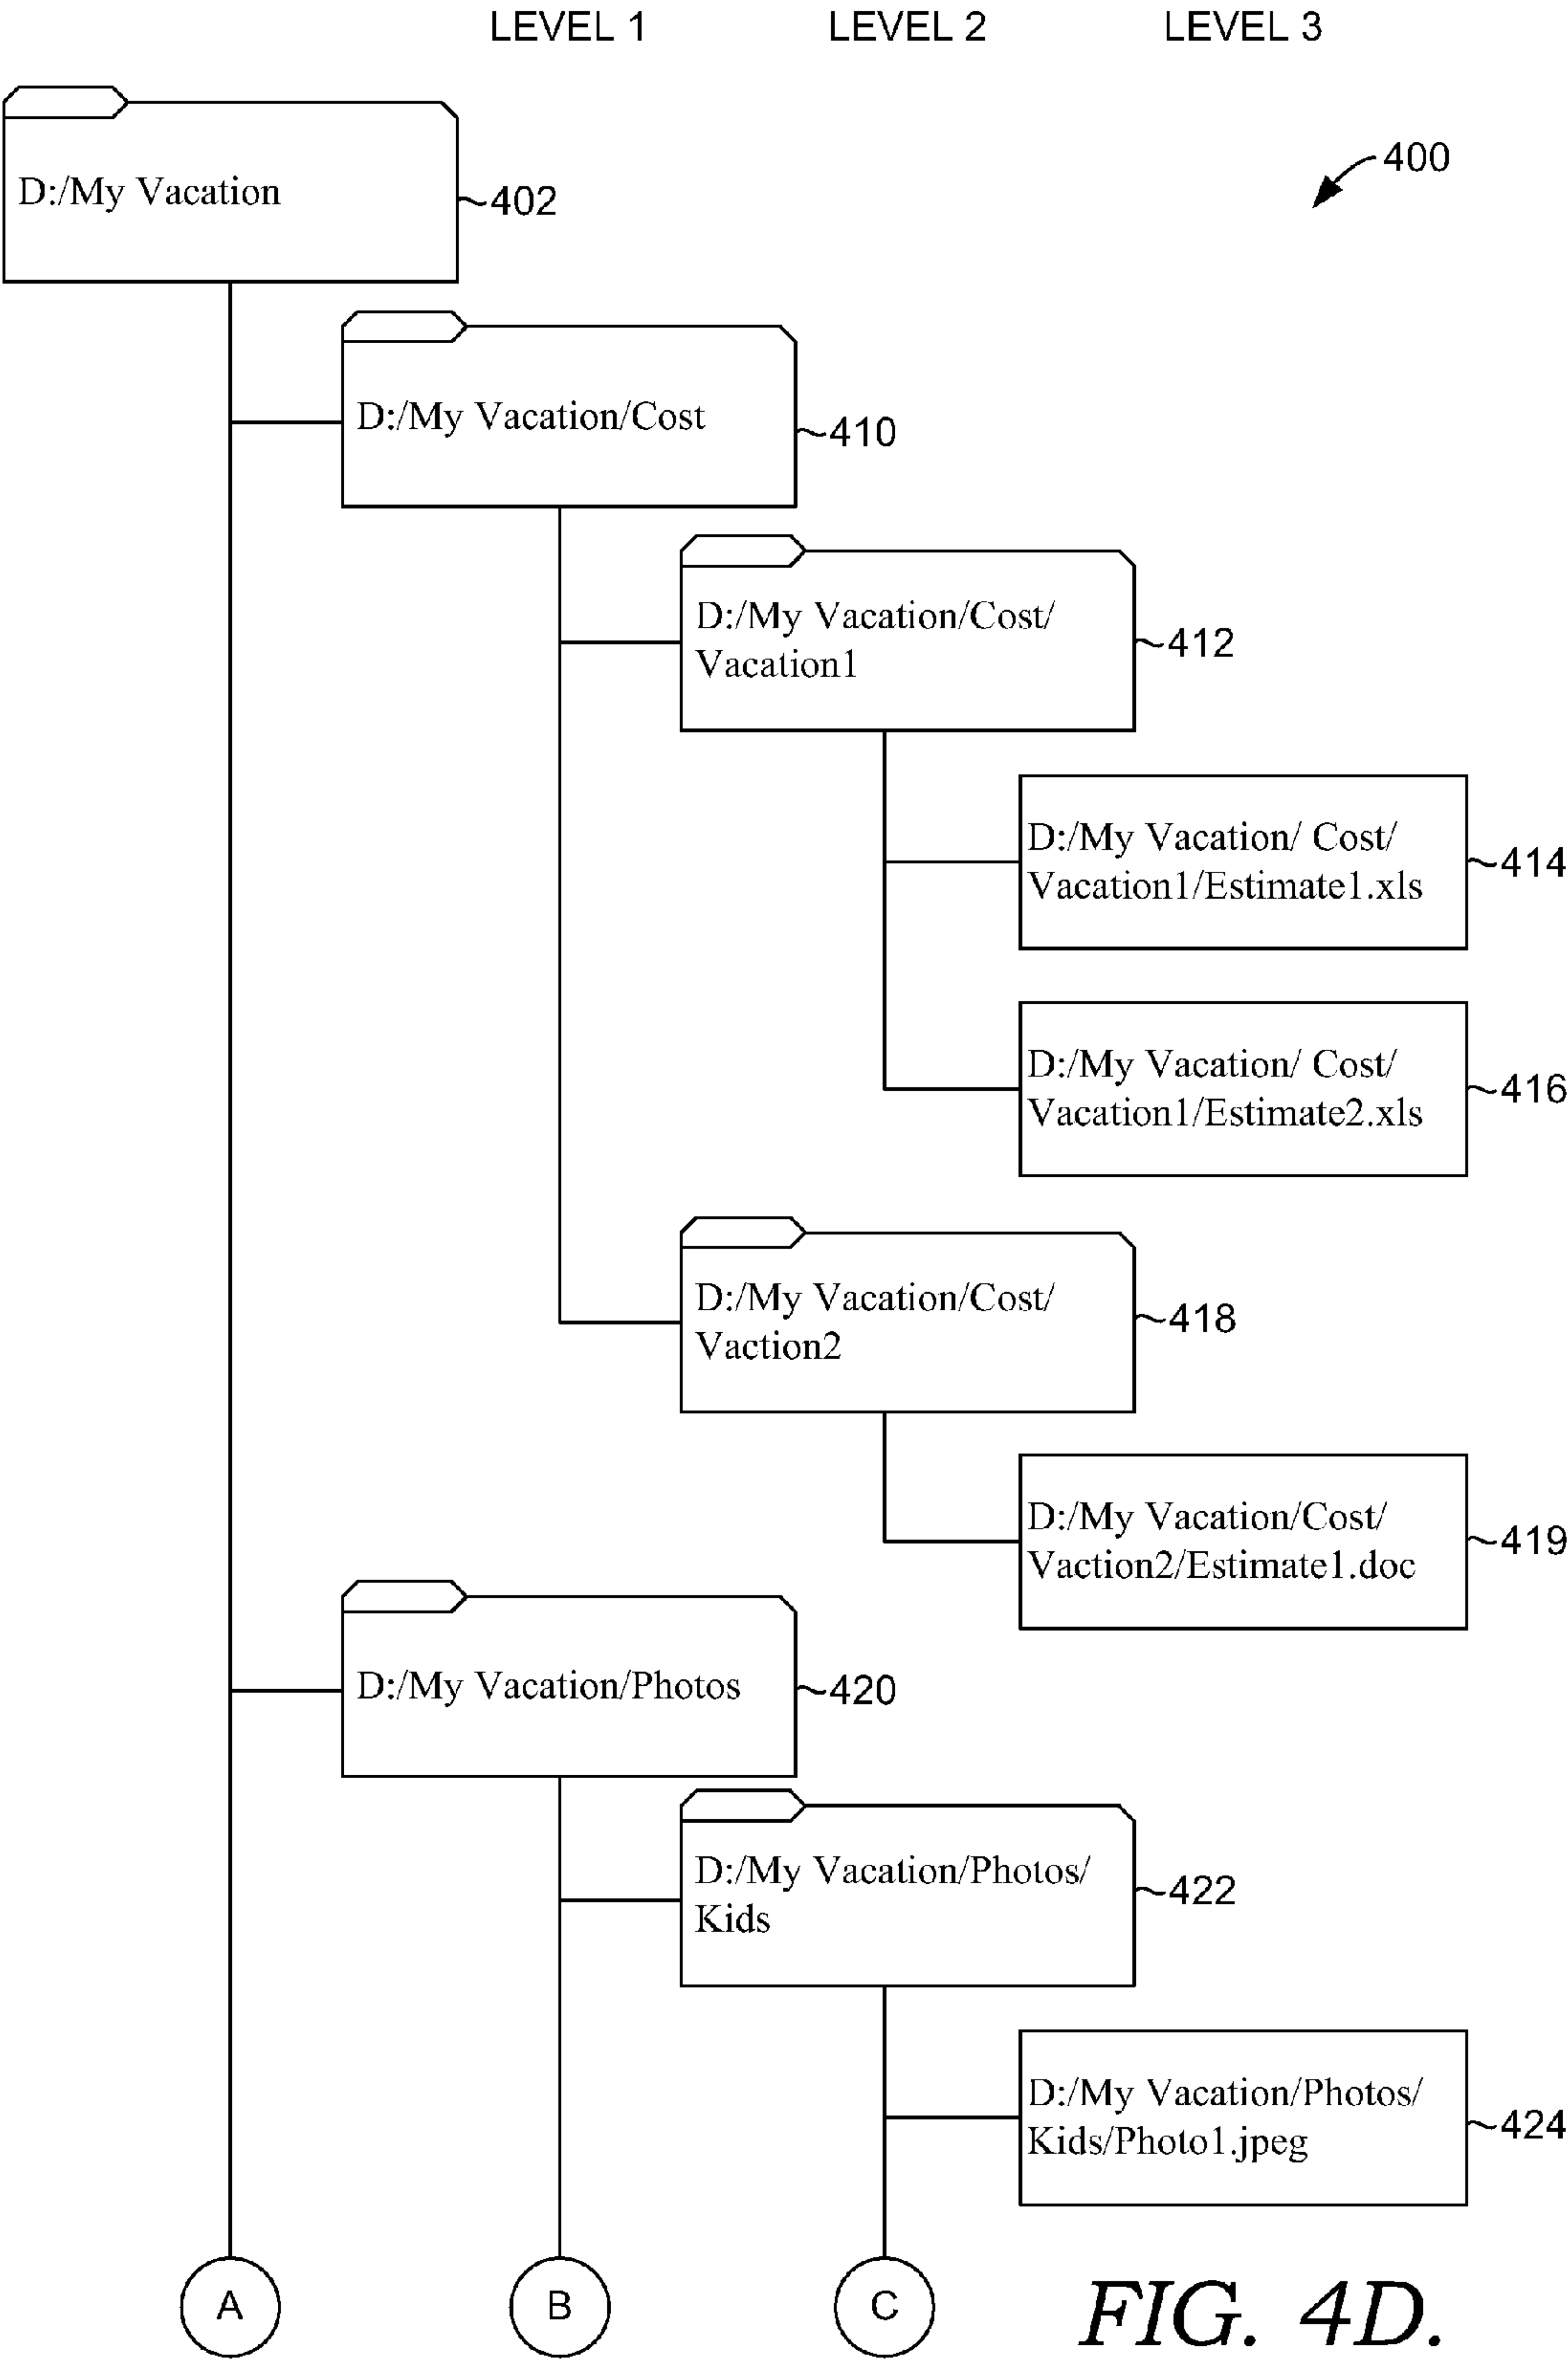 LEVEL 1 LEVEL 2 LEVEL 3
400
D:/My Vacation
402
D:/My Vacation/Cost
410
D:/My Vacation/Cost/
Vacation1
412
D:/My Vacation/ Cost/
Vacation1/Estimate1.xls
414
D:/My Vacation/ Cost/
Vacation1/Estimate2.xls
416
D:/My Vacation/Cost/
Vaction2
418
D:/My Vacation/Cost/
Vaction2/Estimate1.doc
419
D:/My Vacation/Photos
420
D:/My Vacation/Photos/
Kids
422
D:/My Vacation/Photos/
Kids/Photo1.jpeg
424
A B C
FIG. 4D.